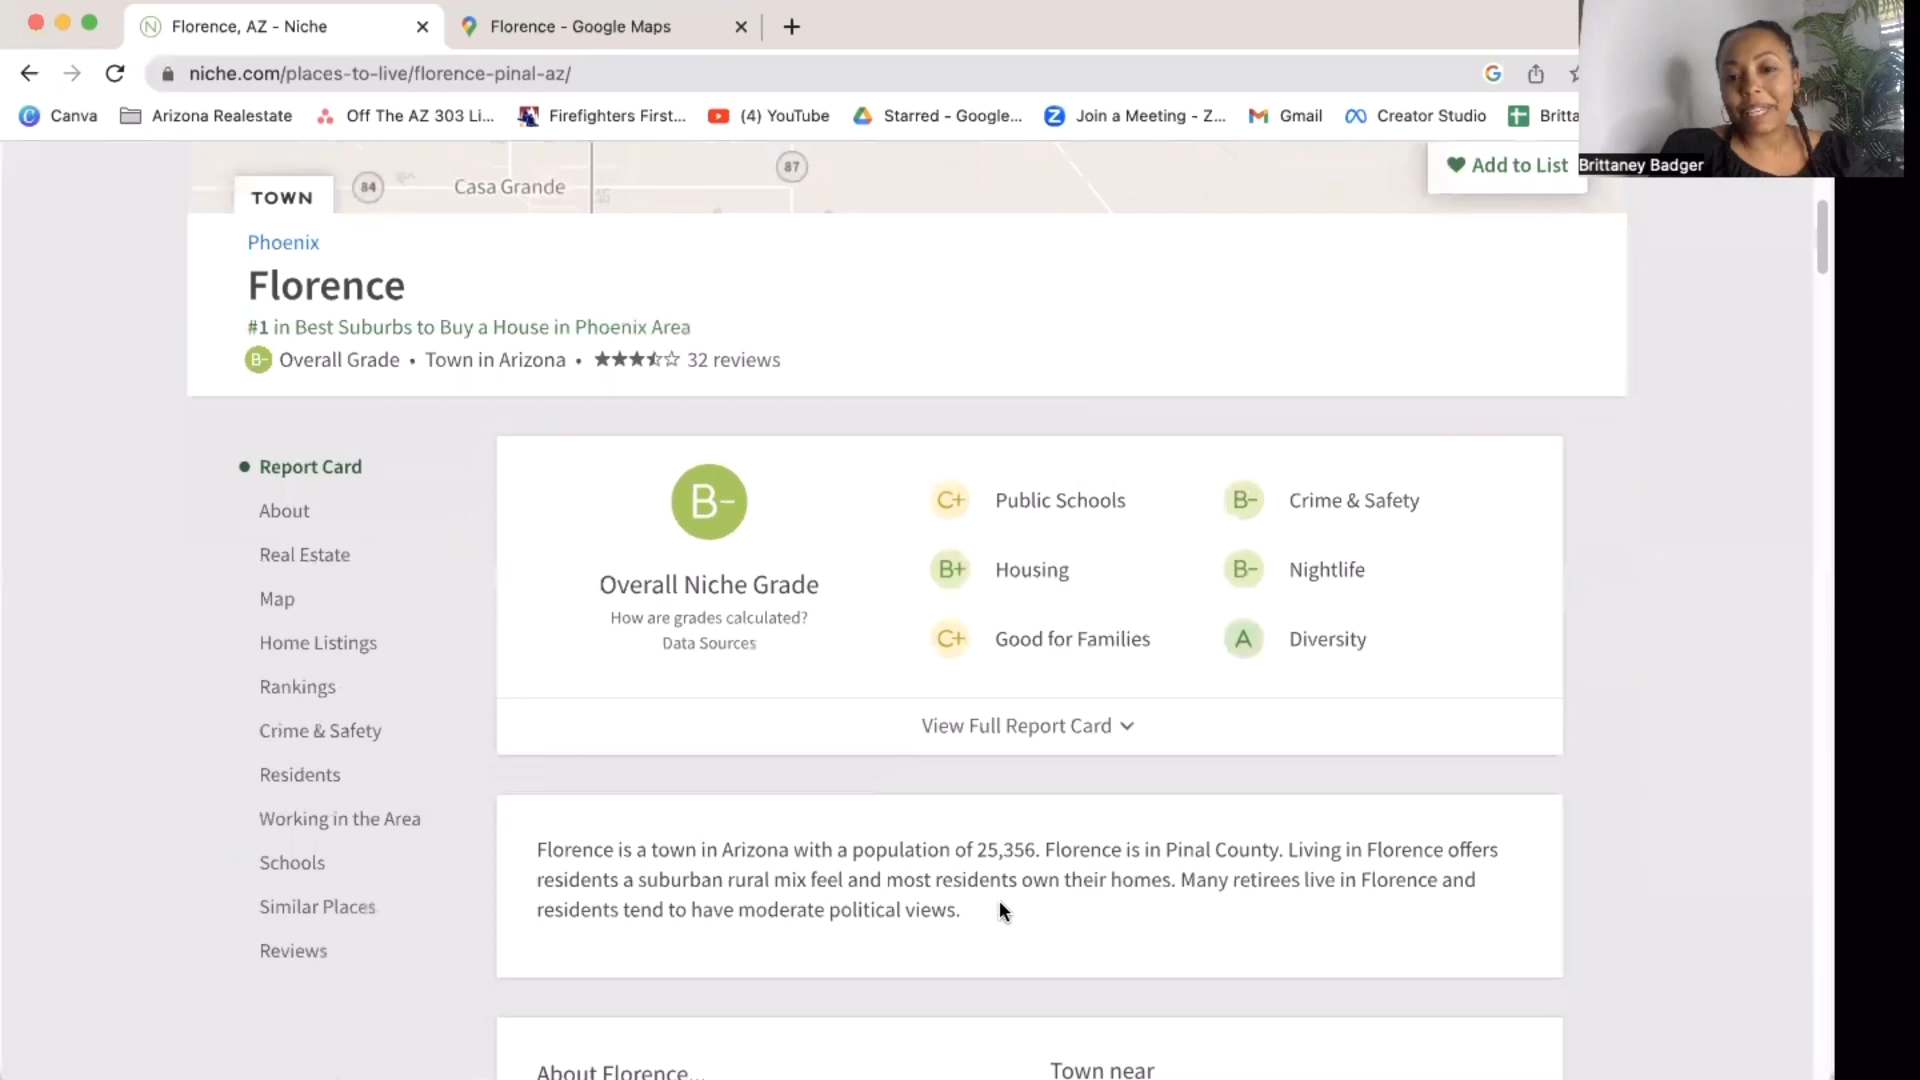 Florence, AZ - Niche
Florence - Google Maps
niche.com/places-to-live/florence-pinal-az/
Canva
Arizona Realestate
Off The AZ 303 Li...
Firefighters First...
(4) YouTube
Starred - Google...
Join a Meeting - Z...
Gmail
Creator Studio
Britta
Brittaney Badger
84
Casa Grande
87
Add to List
TOWN
Phoenix
Florence
#1 in Best Suburbs to Buy a House in Phoenix Area
B- Overall Grade • Town in Arizona • 32 reviews
Report Card
About
Real Estate
Map
Home Listings
Rankings
Crime & Safety
Residents
Working in the Area
Schools
Similar Places
Reviews
B-
Overall Niche Grade
How are grades calculated?
Data Sources
C+ Public Schools
B- Crime & Safety
B+ Housing
B- Nightlife
C+ Good for Families
A Diversity
View Full Report Card
Florence is a town in Arizona with a population of 25,356. Florence is in Pinal County. Living in Florence offers
residents a suburban rural mix feel and most residents own their homes. Many retirees live in Florence and
residents tend to have moderate political views.
About Florence...
Town near